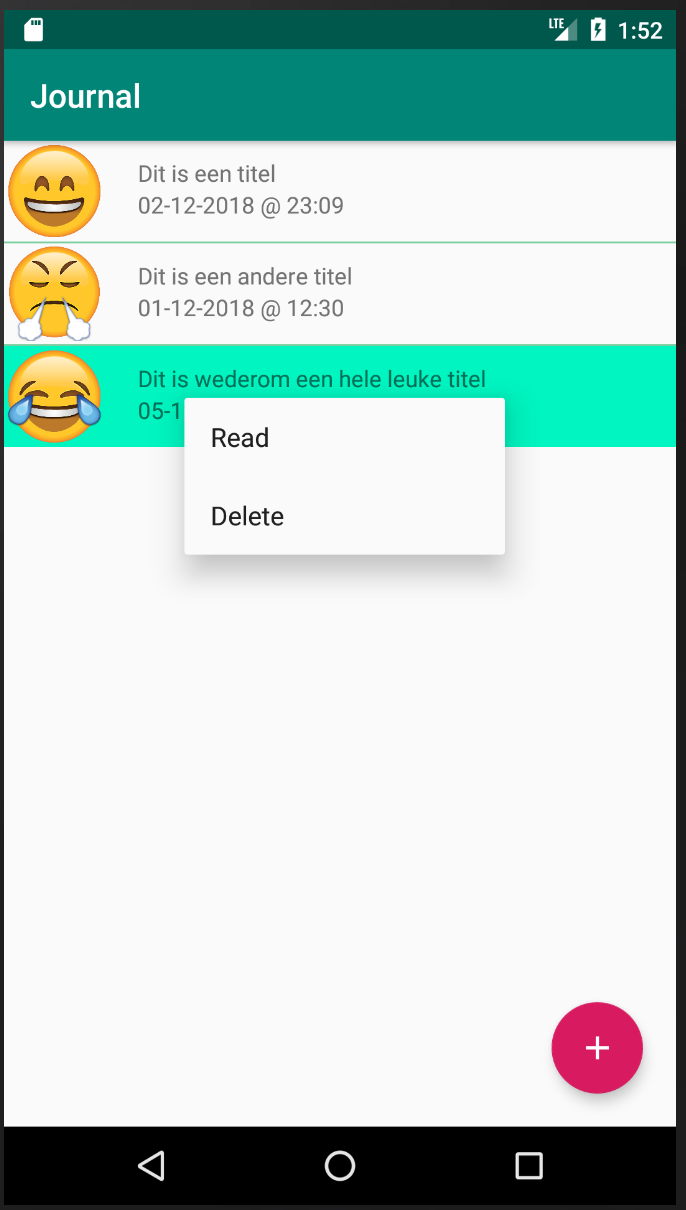 LTE 1:52
Journal
Dit is een titel
02-12-2018 @ 23:09
Dit is een andere titel
01-12-2018 @ 12:30
Dit is wederom een hele leuke titel
05-1
Read
Delete